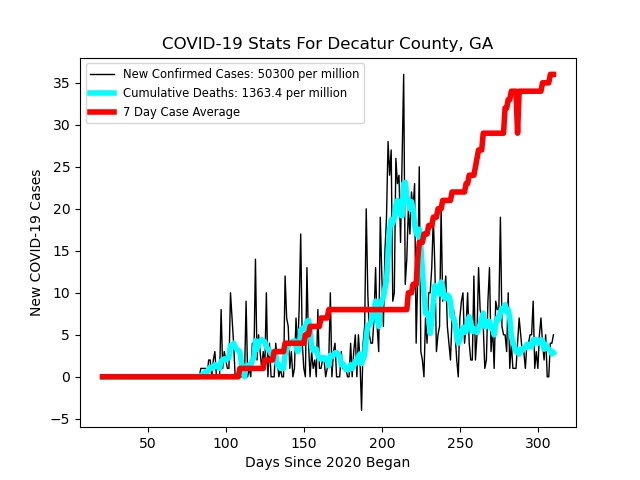 COVID-19 Stats For Decatur County, GA
New Confirmed Cases: 50300 per million
Cumulative Deaths: 1363.4 per million
7 Day Case Average
35
30
25
20
15
10
5
0
−5
New COVID-19 Cases
50 100 150 200 250 300
Days Since 2020 Began